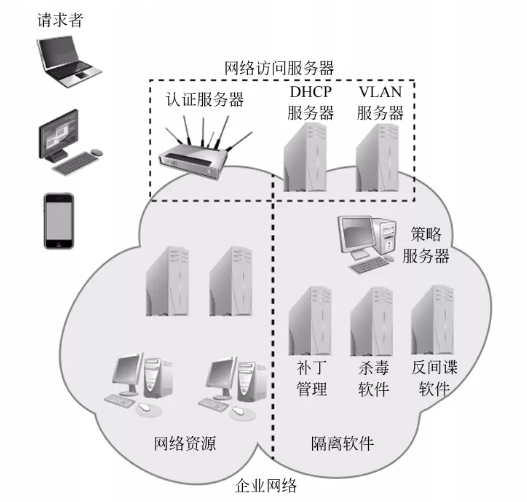 请求者
网络访问服务器
认证服务器
DHCP
服务器
VLAN
服务器
策略
服务器
补丁
管理
杀毒
软件
反间谍
软件
网络资源
隔离软件
企业网络